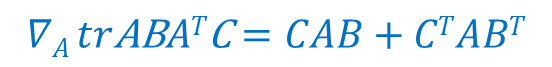 ∇_A trABA^T C = CAB + C^T AB^T